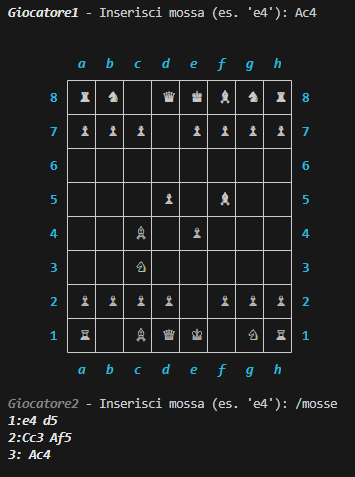 Giocatore1 - Inserisci mossa (es. 'e4'): Ac4
a b c d e f g h
8 ♜ ♞ ♛ ♚ ♝ ♞ ♜ 8
7 ♟ ♟ ♟ ♟ ♟ ♟ ♟ 7
6 6
5 ♟ ♝ 5
4 ♗ ♙ 4
3 ♘ 3
2 ♙ ♙ ♙ ♙ ♙ ♙ ♙ 2
1 ♖ ♗ ♕ ♔ ♘ ♖ 1
a b c d e f g h
Giocatore2 - Inserisci mossa (es. 'e4'): /mosse
1:e4 d5
2:Cc3 Af5
3: Ac4